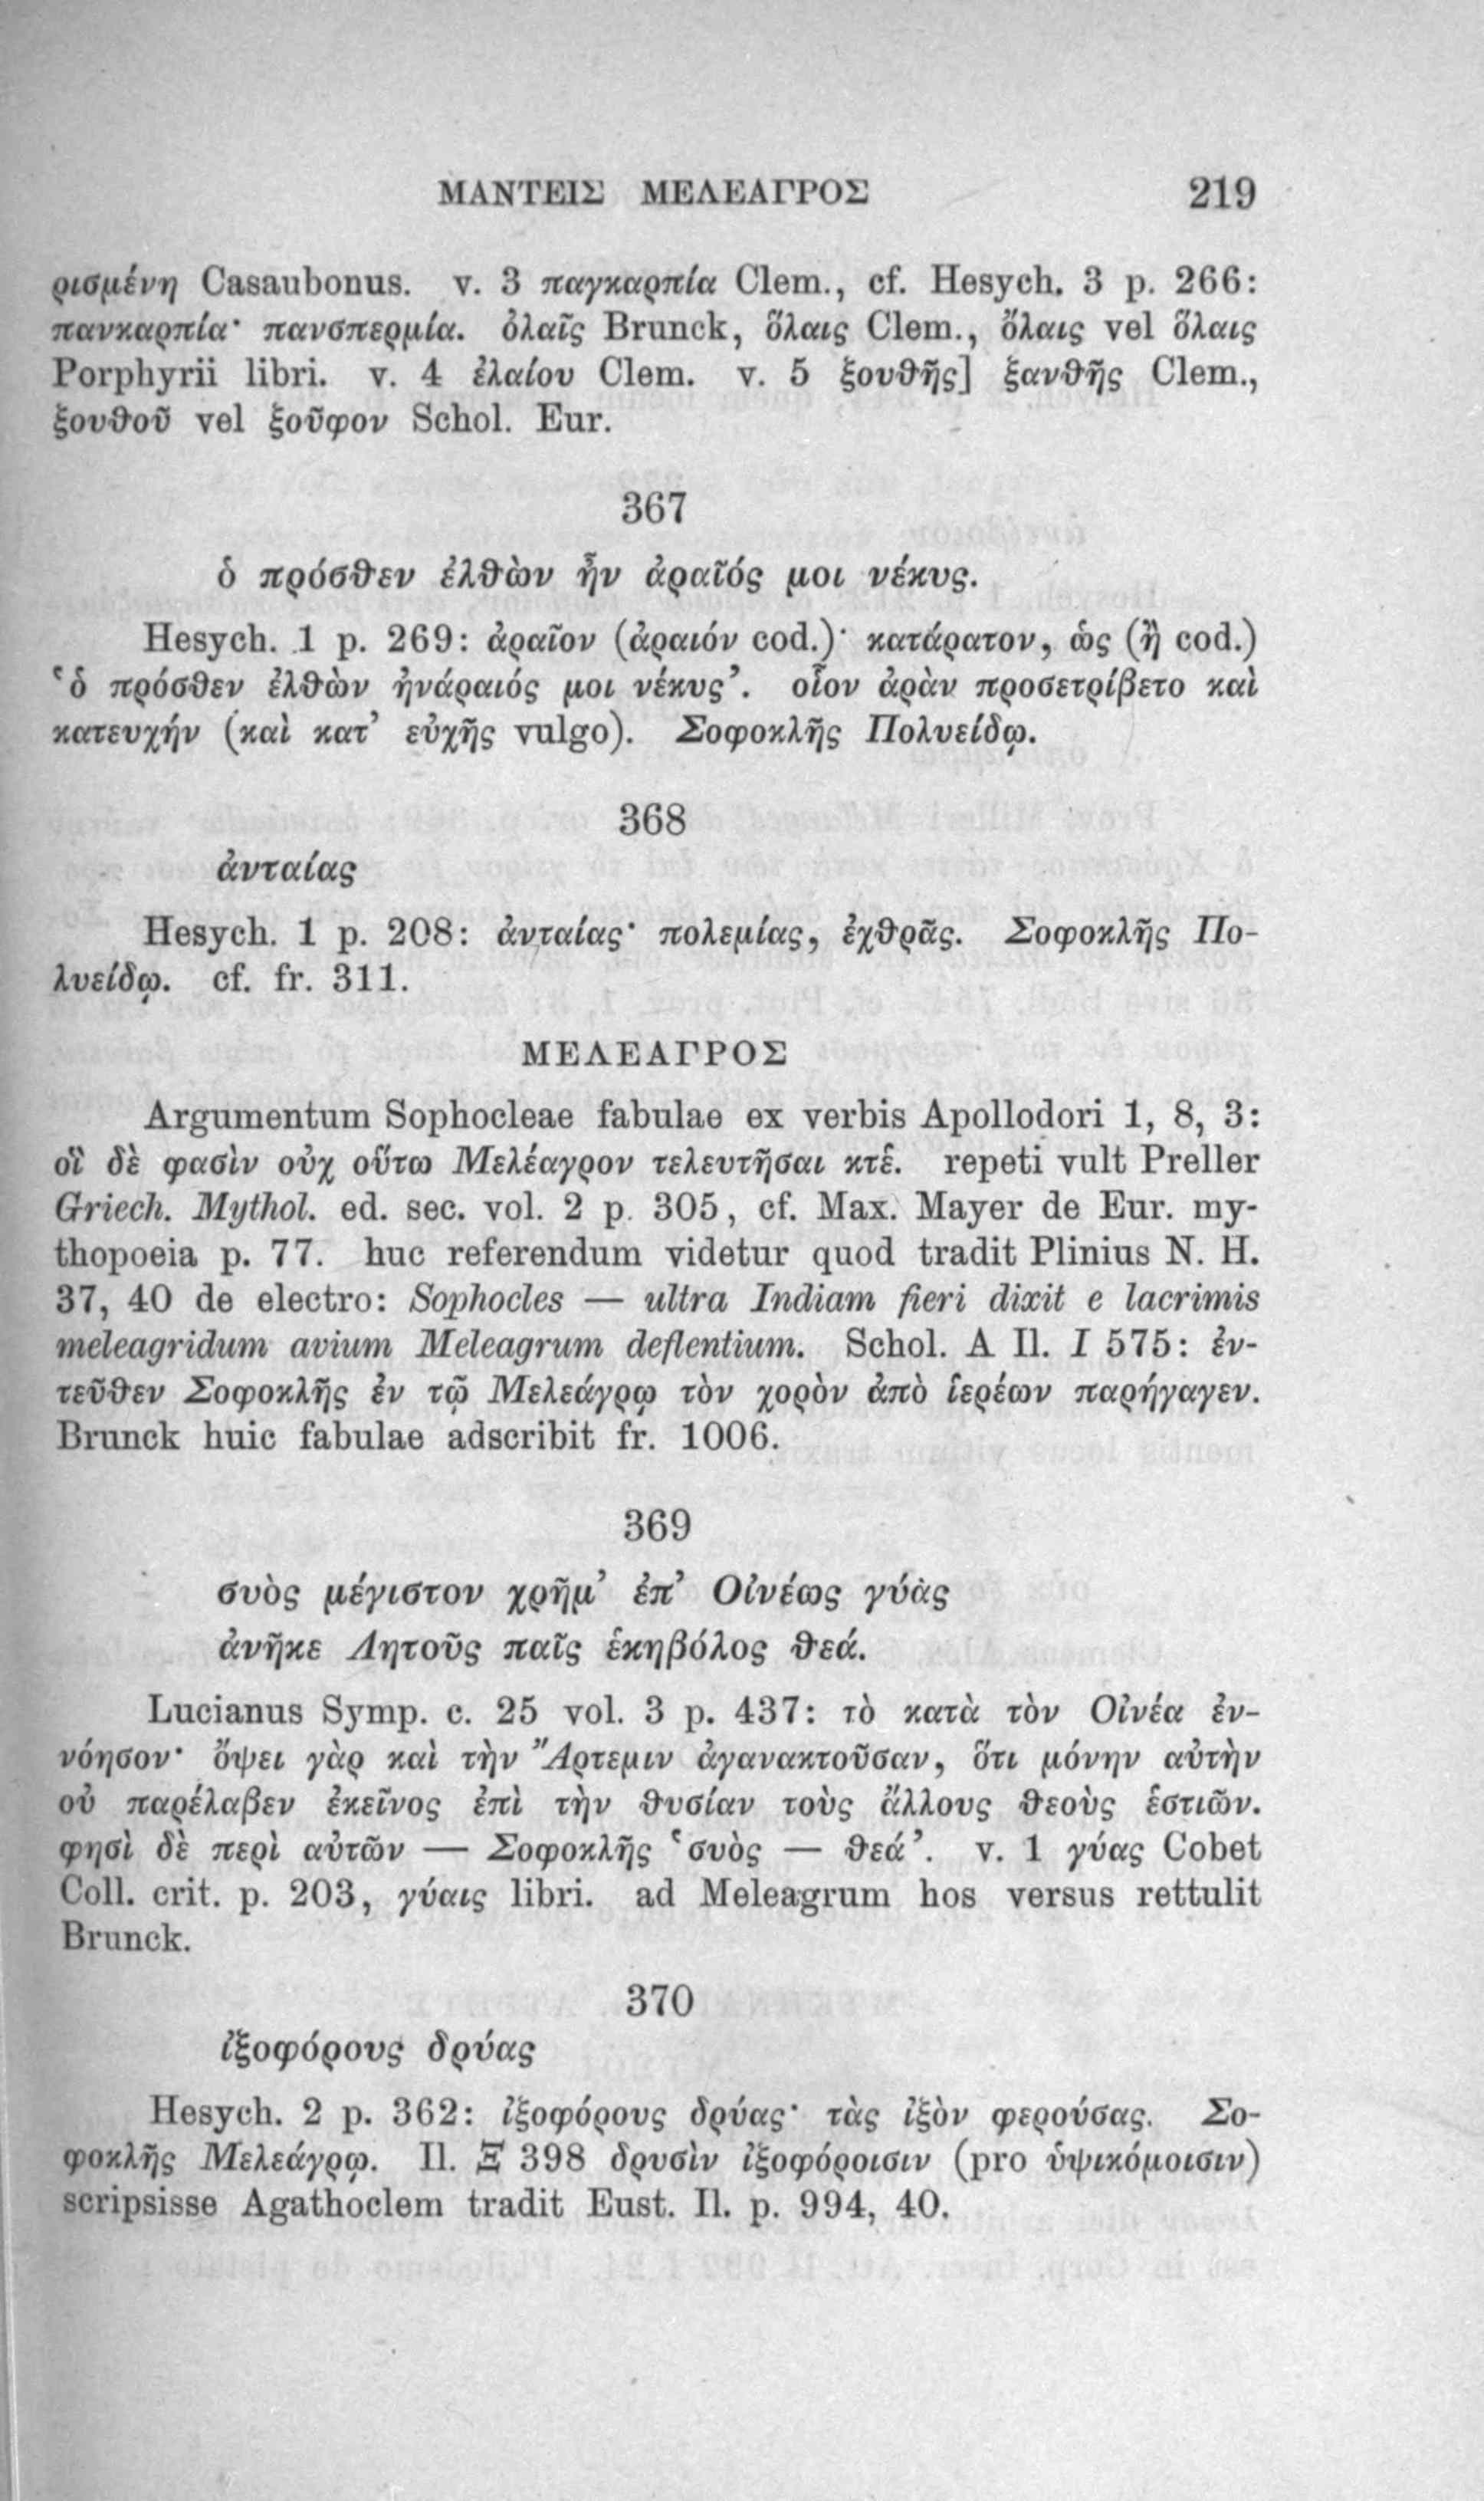 ΜΑΝΤΕΙΣ ΜΕΛΕΑΓΡΟΣ 219
ρισμένη Casaubonus. v. 3 παγκαρπία Clem., cf. Hesych. 3 p. 266:
πανκαρπία· πανσπερμία. ὀλαῖς Brunck, ὅλαις Clem., ὄλαις vel ὅλαις
Porphyrii libri. v. 4 ἐλαίου Clem. v. 5 ξουθῆς] ξανθῆς Clem.,
ξουθοῦ vel ξοῦφον Schol. Eur.
367
ὁ πρόσθεν ἐλθὼν ἦν ἀραῖός μοι νέκυς.
Hesych. 1 p. 269: ἀραῖον (ἀραιόν cod.)· κατάρατον, ὡς (ἢ cod.)
‘ὁ πρόσθεν ἐλθὼν ἠνάραιός μοι νέκυς’. οἷον ἀρὰν προσετρίβετο καὶ
κατευχήν (καὶ κατ’ εὐχῆς vulgo). Σοφοκλῆς Πολυείδῳ.
368
ἀνταίας
Hesych. 1 p. 208: ἀνταίας· πολεμίας, ἐχθρᾶς. Σοφοκλῆς Πο-
λυείδῳ. cf. fr. 311.
ΜΕΛΕΑΓΡΟΣ
Argumentum Sophocleae fabulae ex verbis Apollodori 1, 8, 3:
οἳ δὲ φασὶν οὐχ οὕτω Μελέαγρον τελευτῆσαι κτἑ. repeti vult Preller
Griech. Mythol. ed. sec. vol. 2 p. 305, cf. Max. Mayer de Eur. my-
thopoeia p. 77. huc referendum videtur quod tradit Plinius N. H.
37, 40 de electro: Sophocles — ultra Indiam fieri dixit e lacrimis
meleagridum avium Meleagrum deflentium. Schol. A Il. I 575: ἐν-
τεῦθεν Σοφοκλῆς ἐν τῷ Μελεάγρῳ τὸν χορὸν ἀπὸ ἱερέων παρήγαγεν.
Brunck huic fabulae adscribit fr. 1006.
369
συὸς μέγιστον χρῆμ’ ἐπ’ Οἰνέως γύαις
ἀνῆκε Λητοῦς παῖς ἑκηβόλος θεά.
Lucianus Symp. c. 25 vol. 3 p. 437: τὸ κατὰ τὸν Οἰνέα ἐν-
νόησον· ὄψει γὰρ καὶ τὴν Ἄρτεμιν ἀγανακτοῦσαν, ὅτι μόνην αὐτὴν
οὐ παρέλαβεν ἐκεῖνος ἐπὶ τὴν θυσίαν τοὺς ἄλλους θεοὺς ἑστιῶν.
φησὶ δὲ περὶ αὐτῶν — Σοφοκλῆς ‘συὸς — θεά’. v. 1 γύας Cobet
Coll. crit. p. 203, γύαις libri. ad Meleagrum hos versus rettulit
Brunck.
370
ἰξοφόρους δρύας
Hesych. 2 p. 362: ἰξοφόρους δρύας· τὰς ἰξὸν φερούσας. Σο-
φοκλῆς Μελεάγρῳ. Il. Ξ 398 δρυσὶν ἰξοφόροισιν (pro ὑψικόμοισιν)
scripsisse Agathoclem tradit Eust. Il. p. 994, 40.